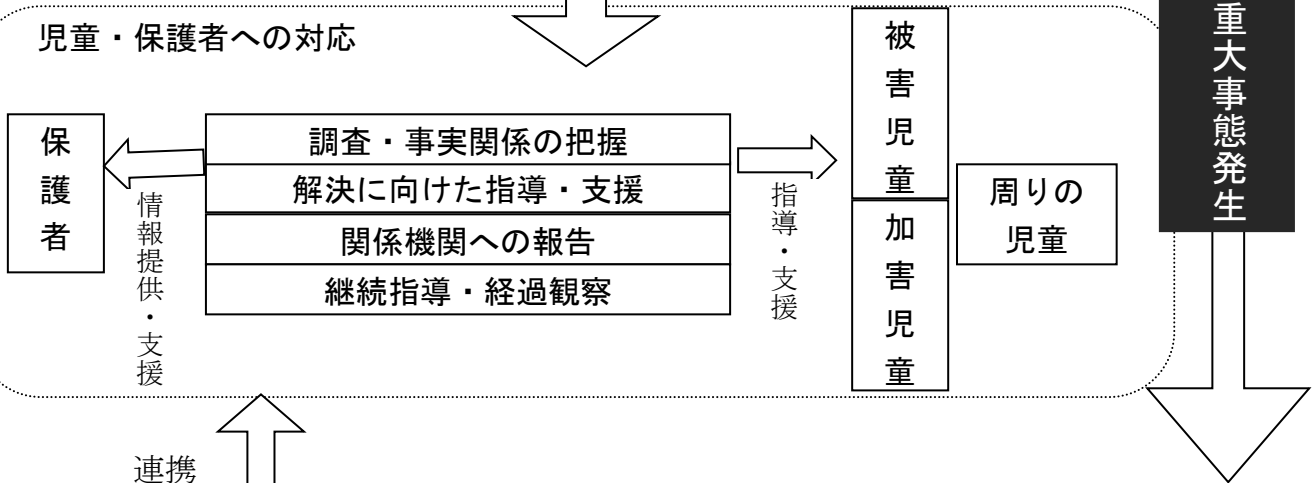 児童・保護者への対応
保護者
情報提供・支援
調査・事実関係の把握
解決に向けた指導・支援
関係機関への報告
継続指導・経過観察
指導・支援
被害児童
加害児童
周りの
児童
重大事態発生
連携